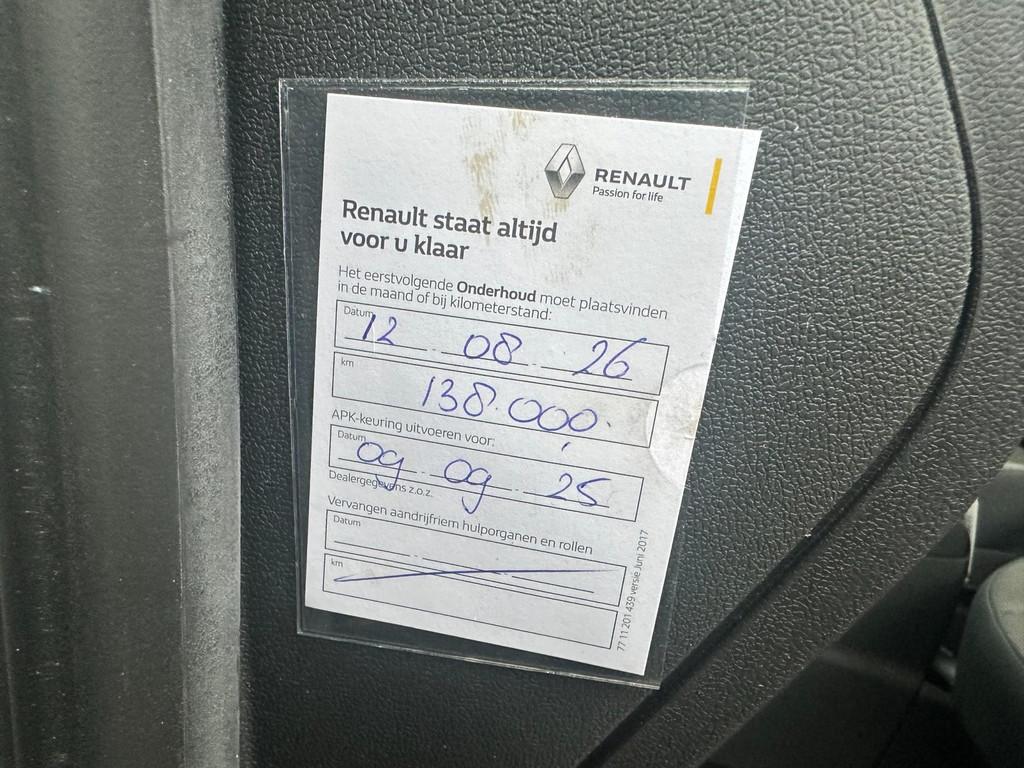 RENAULT
Passion for life
Renault staat altijd
voor u klaar
Het eerstvolgende Onderhoud moet plaatsvinden
in de maand of bij kilometerstand:
Datum
12 08 26
km
138.000.
APK-keuring uitvoeren voor:
Datum
09 09 25
Dealergegevens z.o.z.
Vervangen aandrijfriem hulporganen en rollen
Datum
km
77 11 201 439 versie Juni 2017